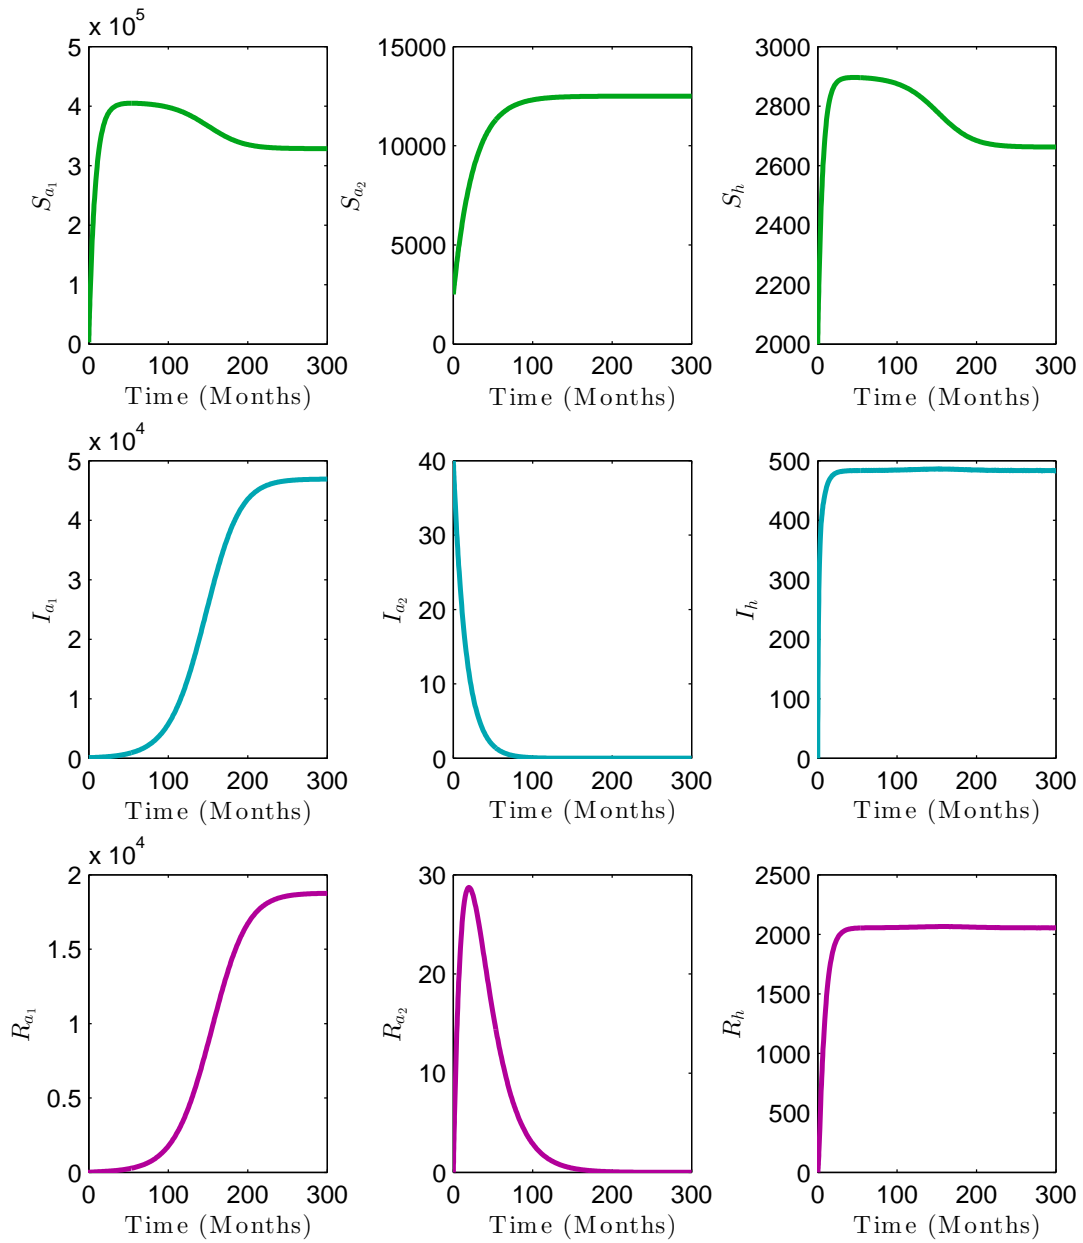 x 10^5
5
4
3
2
1
0
S_{a_1}
0 100 200 300
Time (Months)
15000
10000
5000
0
S_{a_2}
0 100 200 300
Time (Months)
3000
2800
2600
2400
2200
2000
S_h
0 100 200 300
Time (Months)
x 10^4
5
4
3
2
1
0
I_{a_1}
0 100 200 300
Time (Months)
40
30
20
10
0
I_{a_2}
0 100 200 300
Time (Months)
500
400
300
200
100
0
I_h
0 100 200 300
Time (Months)
x 10^4
2
1.5
1
0.5
0
R_{a_1}
0 100 200 300
Time (Months)
30
20
10
0
R_{a_2}
0 100 200 300
Time (Months)
2500
2000
1500
1000
500
0
R_h
0 100 200 300
Time (Months)